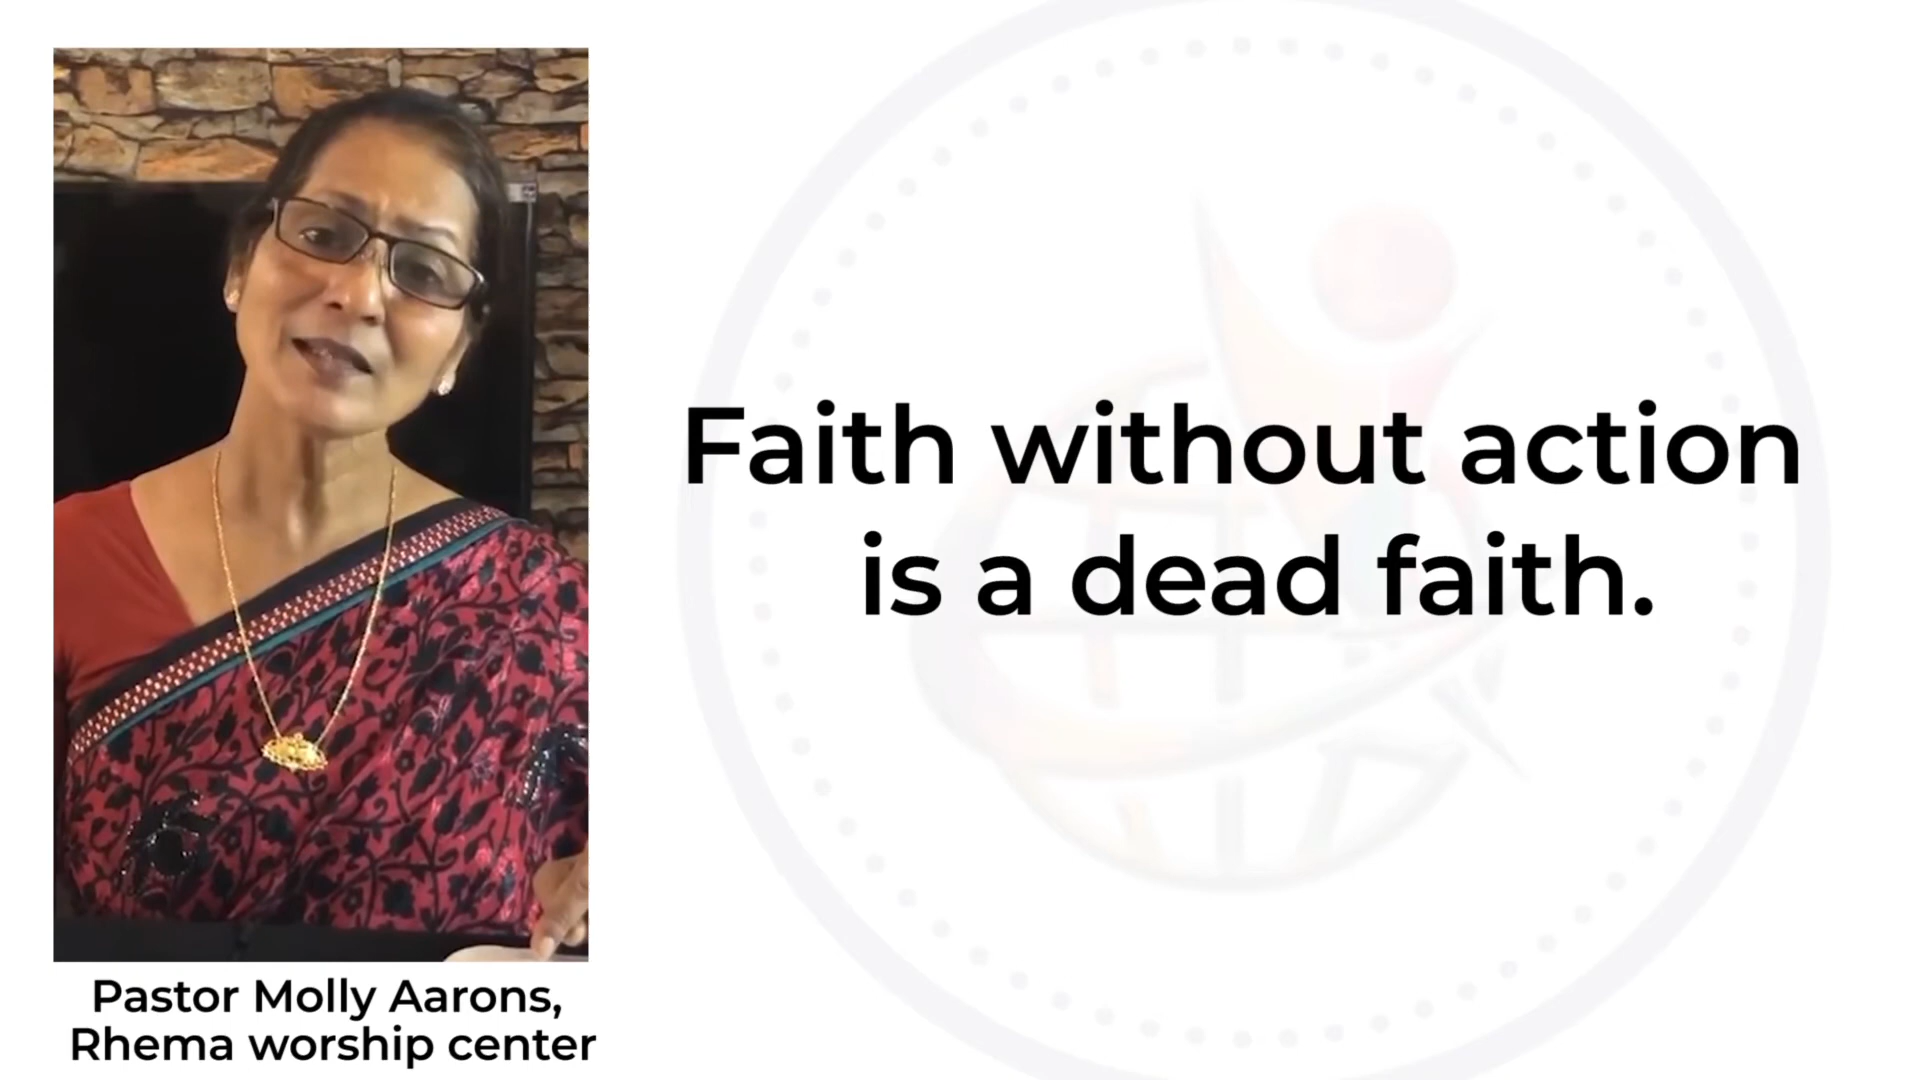 Faith without action
is a dead faith.
Pastor Molly Aarons,
Rhema worship center